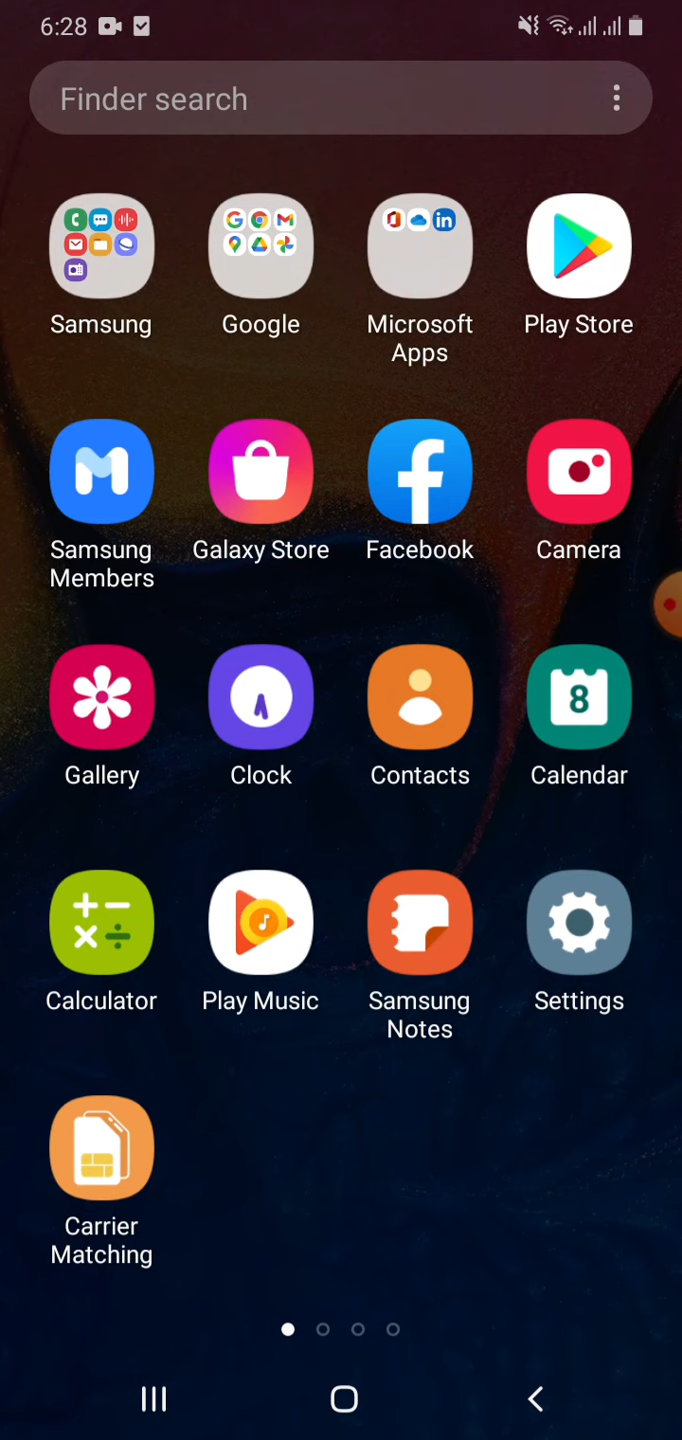 6:28
Finder search
Samsung
Google
Microsoft
Apps
Play Store
Samsung
Members
Galaxy Store
Facebook
Camera
Gallery
Clock
Contacts
8
Calendar
Calculator
Play Music
Samsung
Notes
Settings
Carrier
Matching